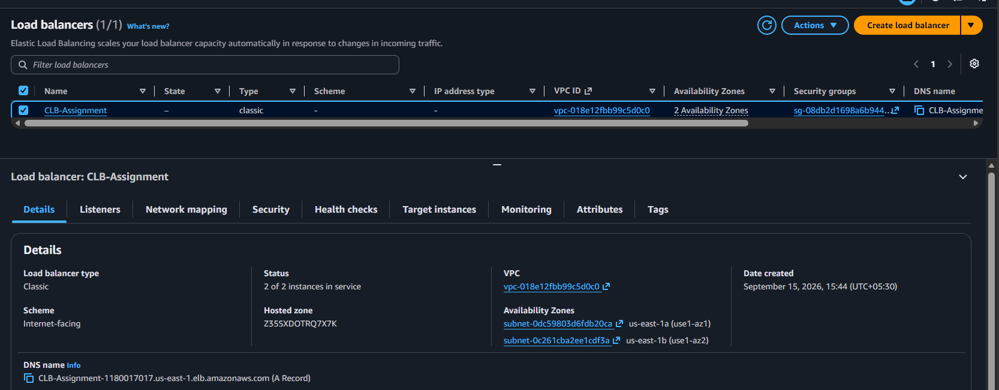 Load balancers (1/1) What's new?
Actions
Create load balancer
Elastic Load Balancing scales your load balancer capacity automatically in response to changes in incoming traffic.
Filter load balancers
1
Name State Type Scheme IP address type VPC ID Availability Zones Security groups DNS name
CLB-Assignment – classic - - vpc-018e12fbb99c5d0c0 2 Availability Zones sg-08db2d1698a6b944... CLB-Assignme
Load balancer: CLB-Assignment
Details Listeners Network mapping Security Health checks Target instances Monitoring Attributes Tags
Details
Load balancer type
Classic
Status
2 of 2 instances in service
VPC
vpc-018e12fbb99c5d0c0
Date created
September 15, 2026, 15:44 (UTC+05:30)
Scheme
Internet-facing
Hosted zone
Z35SXDOTRQ7X7K
Availability Zones
subnet-0dc59803d6fdb20ca us-east-1a (use1-az1)
subnet-0c261cba2ee1cdf3a us-east-1b (use1-az2)
DNS name Info
CLB-Assignment-1180017017.us-east-1.elb.amazonaws.com (A Record)